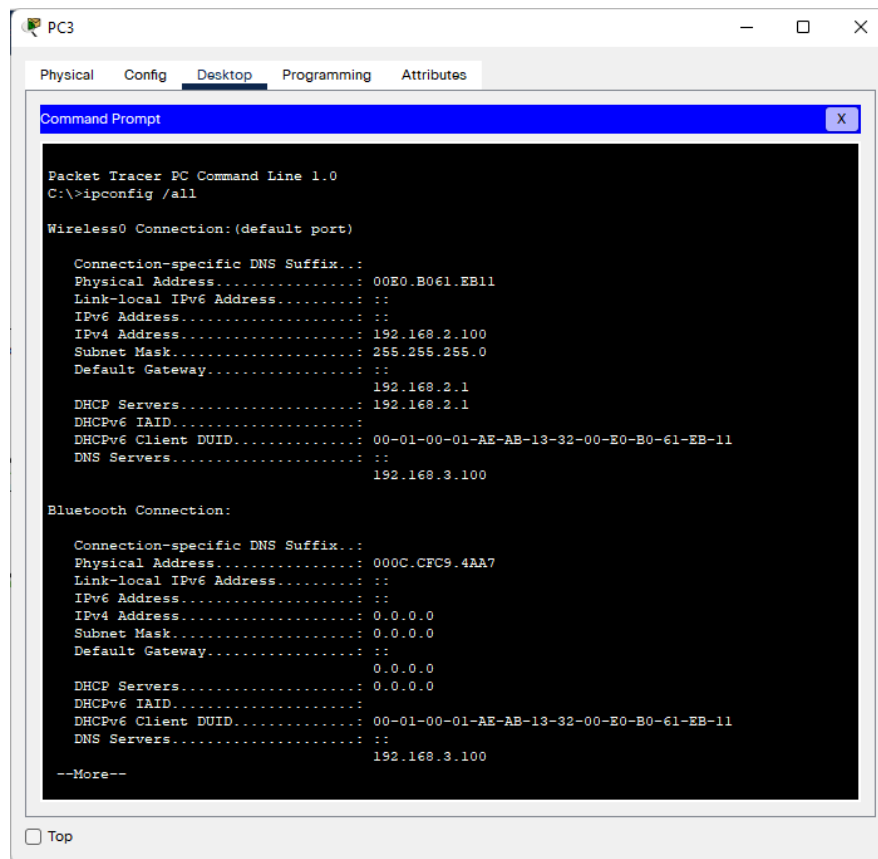 PC3
Physical Config Desktop Programming Attributes
Command Prompt X
Packet Tracer PC Command Line 1.0
C:\>ipconfig /all
Wireless0 Connection:(default port)
Connection-specific DNS Suffix..:
Physical Address................: 00E0.B061.EB11
Link-local IPv6 Address.........: ::
IPv6 Address....................: ::
IPv4 Address....................: 192.168.2.100
Subnet Mask.....................: 255.255.255.0
Default Gateway.................: ::
192.168.2.1
DHCP Servers....................: 192.168.2.1
DHCPv6 IAID.....................:
DHCPv6 Client DUID..............: 00-01-00-01-AE-AB-13-32-00-E0-B0-61-EB-11
DNS Servers.....................: ::
192.168.3.100
Bluetooth Connection:
Connection-specific DNS Suffix..:
Physical Address................: 000C.CFC9.4AA7
Link-local IPv6 Address.........: ::
IPv6 Address....................: ::
IPv4 Address....................: 0.0.0.0
Subnet Mask.....................: 0.0.0.0
Default Gateway.................: ::
0.0.0.0
DHCP Servers....................: 0.0.0.0
DHCPv6 IAID.....................:
DHCPv6 Client DUID..............: 00-01-00-01-AE-AB-13-32-00-E0-B0-61-EB-11
DNS Servers.....................: ::
192.168.3.100
--More--
Top